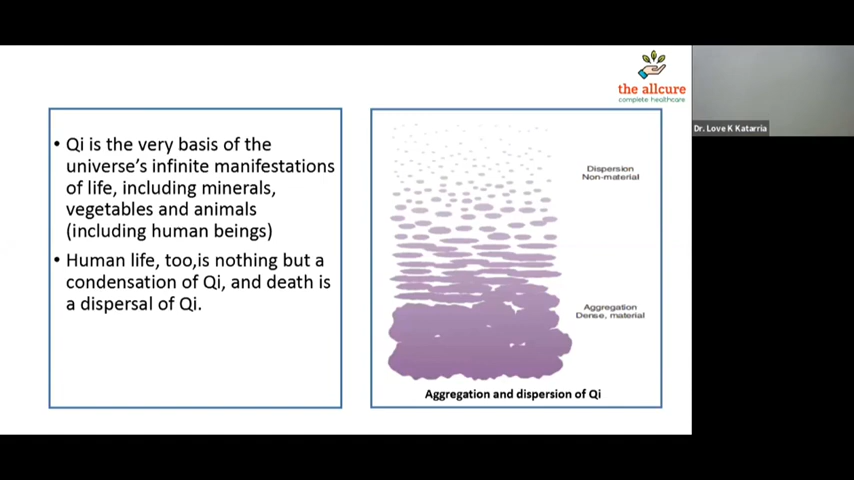 the allcure
complete healthcare
Dr. Love K Katarria
• Qi is the very basis of the
universe's infinite manifestations
of life, including minerals,
vegetables and animals
(including human beings)
• Human life, too,is nothing but a
condensation of Qi, and death is
a dispersal of Qi.
Dispersion
Non-material
Aggregation
Dense, material
Aggregation and dispersion of Qi